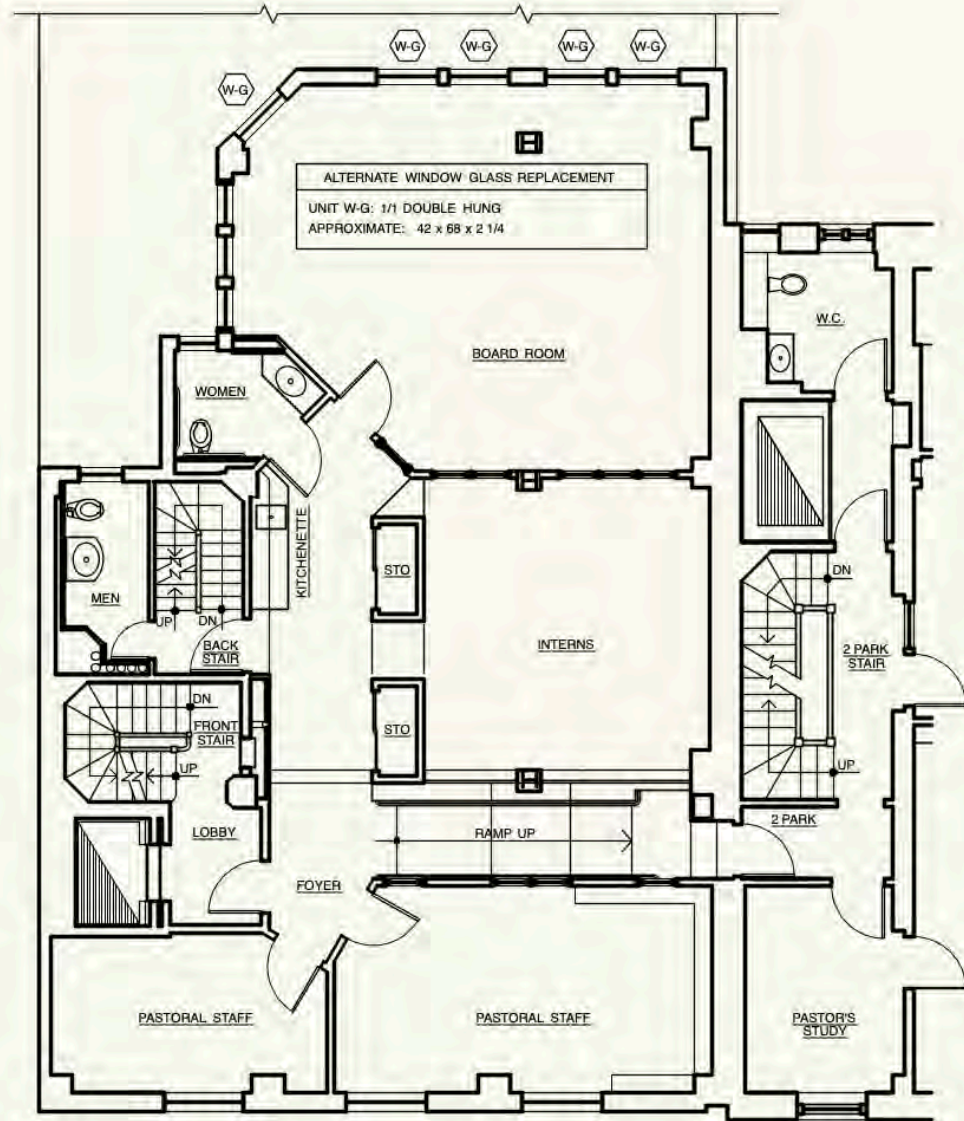 W-G
W-G
W-G
W-G
W-G
ALTERNATE WINDOW GLASS REPLACEMENT
UNIT W-G: 1/1 DOUBLE HUNG
APPROXIMATE: 42 x 68 x 2 1/4
W.C.
BOARD ROOM
WOMEN
KITCHENETTE
STO
DN
MEN
UP
DN
BACK
STAIR
INTERNS
2 PARK
STAIR
DN
FRONT
STAIR
STO
UP
UP
LOBBY
RAMP UP
2 PARK
FOYER
PASTORAL STAFF
PASTORAL STAFF
PASTOR'S
STUDY